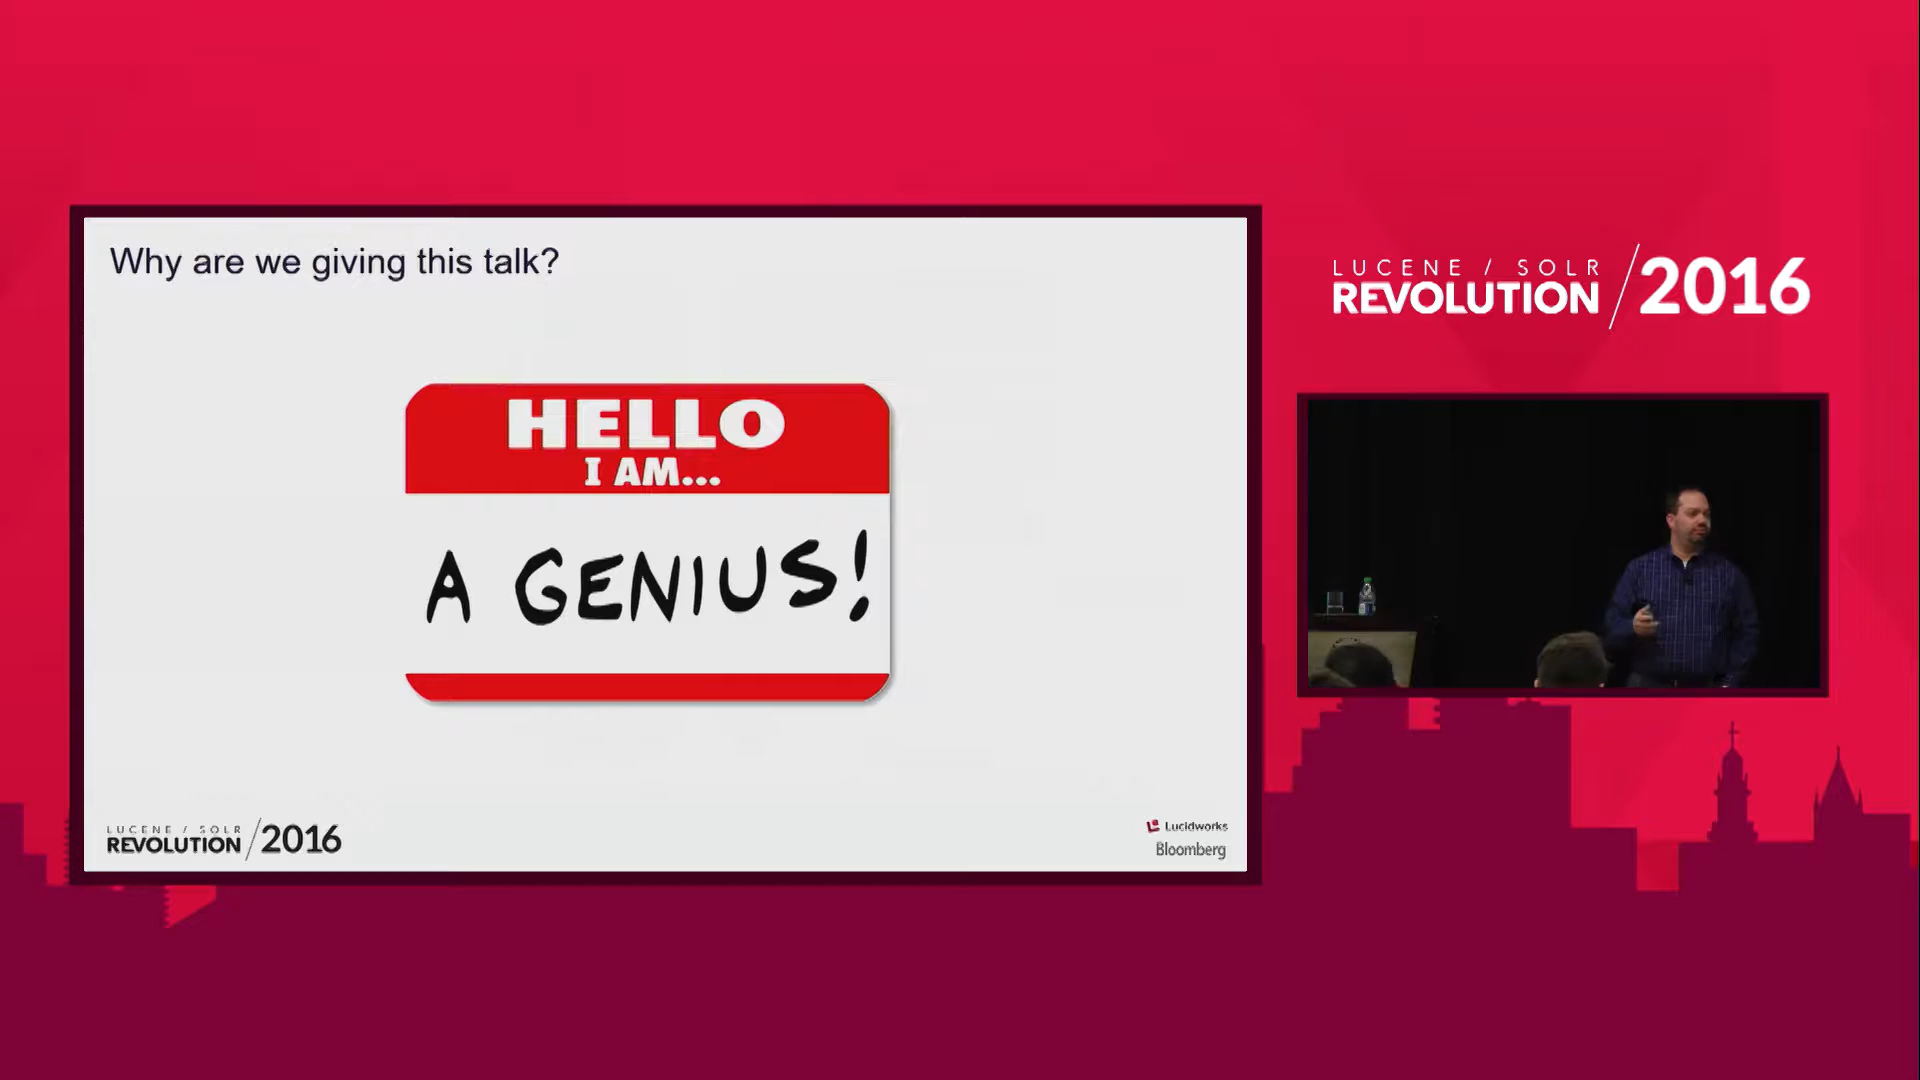 Why are we giving this talk?
HELLO
I AM...
A GENIUS!
LUCENE / SOLR
REVOLUTION / 2016
Lucidworks
Bloomberg
LUCENE / SOLR
REVOLUTION / 2016